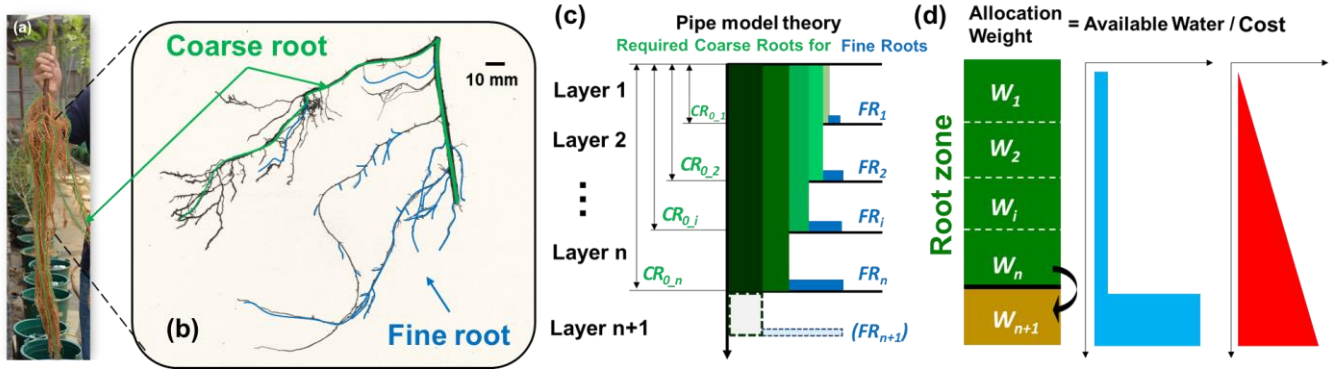 (a)
Coarse root
10 mm
(b)
Fine root
(c)
Pipe model theory
Required Coarse Roots for Fine Roots
Layer 1
CR0_1
FR1
Layer 2
CR0_2
FR2
⋮
CR0_i
FRi
Layer n
CR0_n
FRn
Layer n+1
(FRn+1)
(d)
Allocation
Weight
= Available Water / Cost
Root zone
W1
W2
Wi
Wn
Wn+1